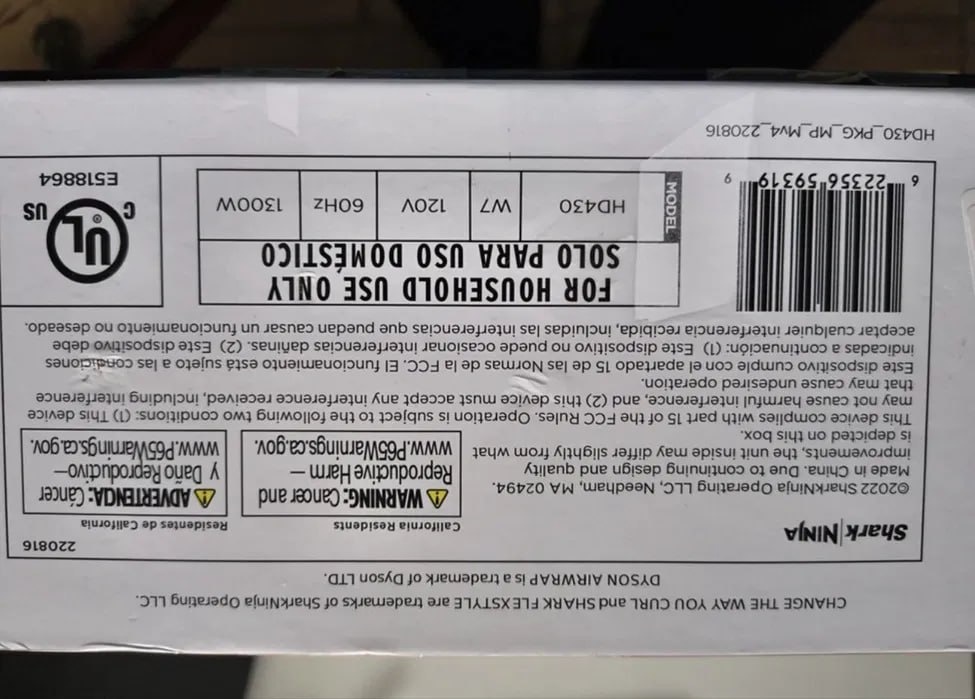 CHANGE THE WAY YOU CURL and SHARK FLEXSTYLE are trademarks of SharkNinja Operating LLC.
DYSON AIRWRAP is a trademark of Dyson LTD.
220816
Shark|NINJA
©2022 SharkNinja Operating LLC, Needham, MA 02494.
Made in China. Due to continuing design and quality
improvements, the unit inside may differ slightly from what
is depicted on this box.
California Residents
⚠ WARNING: Cancer and
Reproductive Harm —
www.P65Warnings.ca.gov.
Residentes de California
⚠ ADVERTENCIA: Cáncer
y Daño Reproductivo—
www.P65Warnings.ca.gov.
This device complies with part 15 of the FCC Rules. Operation is subject to the following two conditions: (1) This device
may not cause harmful interference, and (2) this device must accept any interference received, including interference
that may cause undesired operation.
Este dispositivo cumple con el apartado 15 de las Normas de la FCC. El funcionamiento está sujeto a las condiciones
indicadas a continuación: (1) Este dispositivo no puede ocasionar interferencias dañinas. (2) Este dispositivo debe
aceptar cualquier interferencia recibida, incluidas las interferencias que puedan causar un funcionamiento no deseado.
6 22356 59319 9
FOR HOUSEHOLD USE ONLY
SOLO PARA USO DOMÉSTICO
MODEL HD430 W7 120V 60Hz 1300W
C UL US
E518864
HD430_PKG_MP_Mv4_220816